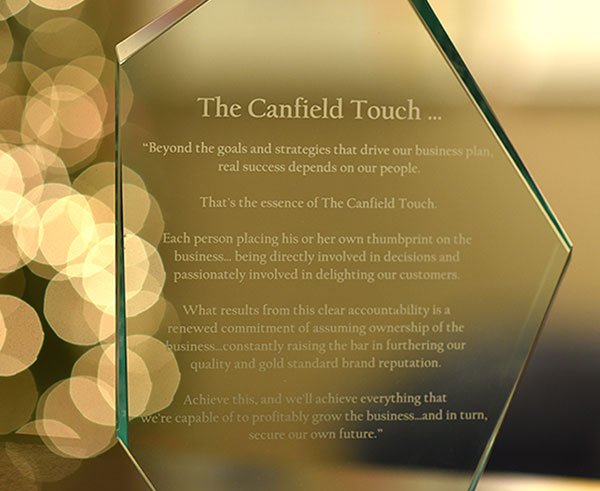 The Canfield Touch ...
“Beyond the goals and strategies that drive our business plan,
real success depends on our people.
That's the essence of The Canfield Touch.
Each person placing his or her own thumbprint on the
business... being directly involved in decisions and
passionately involved in delighting our customers.
What results from this clear accountability is a
renewed commitment of assuming ownership of the
business...constantly raising the bar in furthering our
quality and gold standard brand reputation.
Achieve this, and we'll achieve everything that
we're capable of to profitably grow the business...and in turn,
secure our own future.”